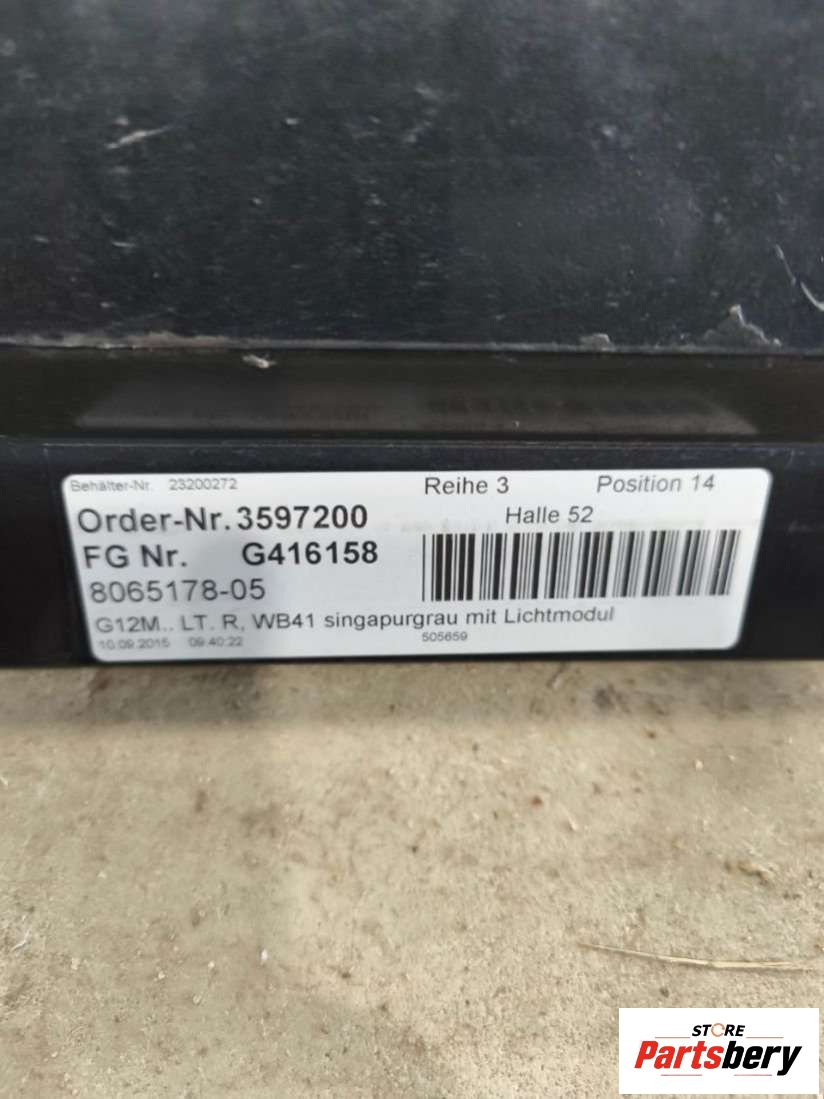 Behälter-Nr. 23200272 Reihe 3 Position 14
Order-Nr. 3597200 Halle 52
FG Nr. G416158
8065178-05
G12M.. LT. R, WB41 singapurgrau mit Lichtmodul
10.09.2015 09:40:22 505659
STORE
Partsbery